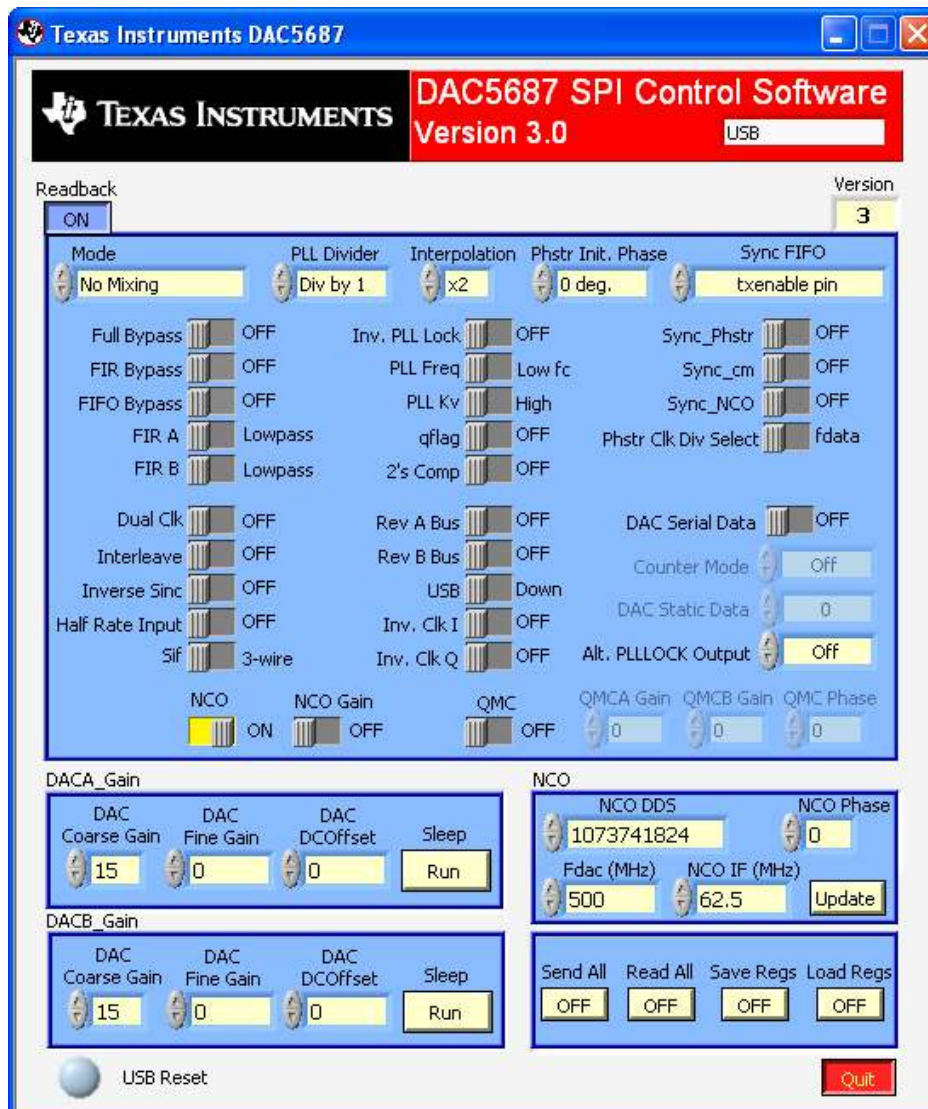 Texas Instruments DAC5687
TEXAS INSTRUMENTS
DAC5687 SPI Control Software
Version 3.0 USB
Readback Version
ON 3
Mode PLL Divider Interpolation Phstr Init. Phase Sync FIFO
No Mixing Div by 1 x2 0 deg. txenable pin
Full Bypass OFF Inv. PLL Lock OFF Sync_Phstr OFF
FIR Bypass OFF PLL Freq Low fc Sync_cm OFF
FIFO Bypass OFF PLL Kv High Sync_NCO OFF
FIR A Lowpass qflag OFF Phstr Clk Div Select fdata
FIR B Lowpass 2's Comp OFF
Dual Clk OFF Rev A Bus OFF DAC Serial Data OFF
Interleave OFF Rev B Bus OFF Counter Mode Off
Inverse Sinc OFF USB Down DAC Static Data 0
Half Rate Input OFF Inv. Clk I OFF Alt. PLLLOCK Output Off
Sif 3-wire Inv. Clk Q OFF
NCO NCO Gain QMC QMCA Gain QMCB Gain QMC Phase
ON OFF OFF 0 0 0
DACA_Gain
DAC DAC DAC
Coarse Gain Fine Gain DCOffset Sleep
15 0 0 Run
NCO
NCO DDS NCO Phase
1073741824 0
Fdac (MHz) NCO IF (MHz)
500 62.5 Update
DACB_Gain
DAC DAC DAC
Coarse Gain Fine Gain DCOffset Sleep
15 0 0 Run
Send All Read All Save Regs Load Regs
OFF OFF OFF OFF
USB Reset Quit